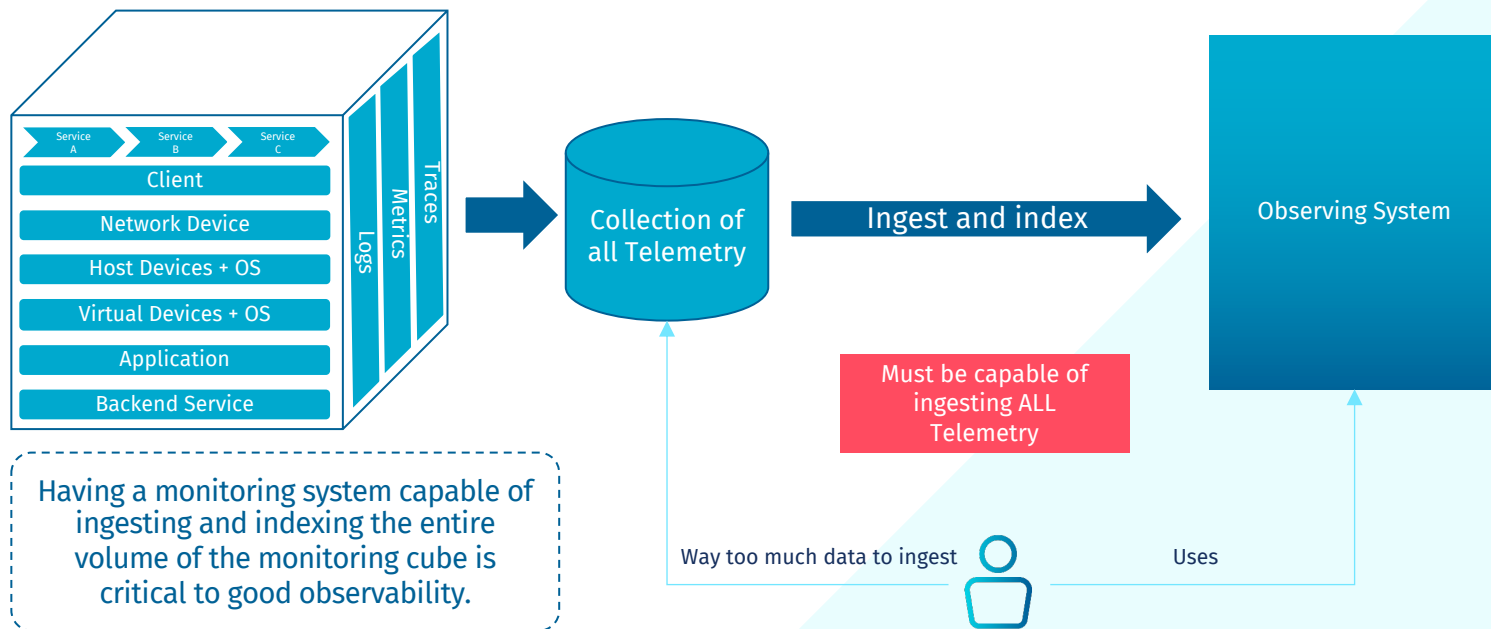 Service
A
Service
B
Service
C
Client
Network Device
Host Devices + OS
Virtual Devices + OS
Application
Backend Service
Logs
Metrics
Traces
Collection of
all Telemetry
Ingest and index
Observing System
Must be capable of
ingesting ALL
Telemetry
Having a monitoring system capable of
ingesting and indexing the entire
volume of the monitoring cube is
critical to good observability.
Way too much data to ingest
Uses